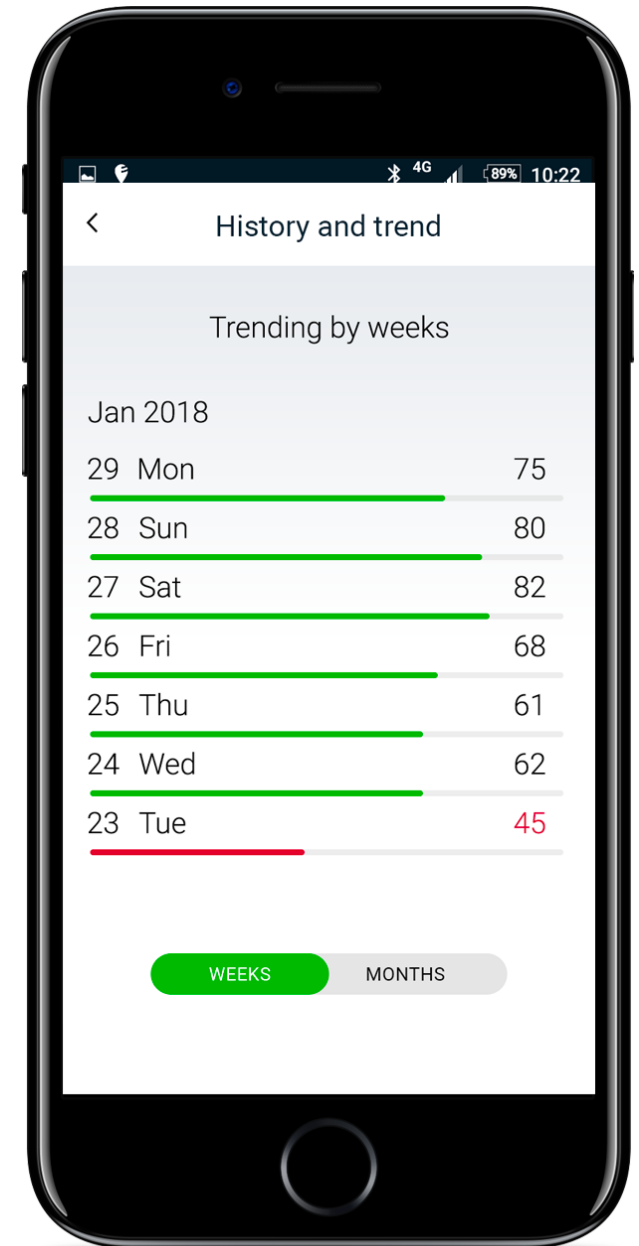 4G 89% 10:22
History and trend
Trending by weeks
Jan 2018
29 Mon 75
28 Sun 80
27 Sat 82
26 Fri 68
25 Thu 61
24 Wed 62
23 Tue 45
WEEKS MONTHS